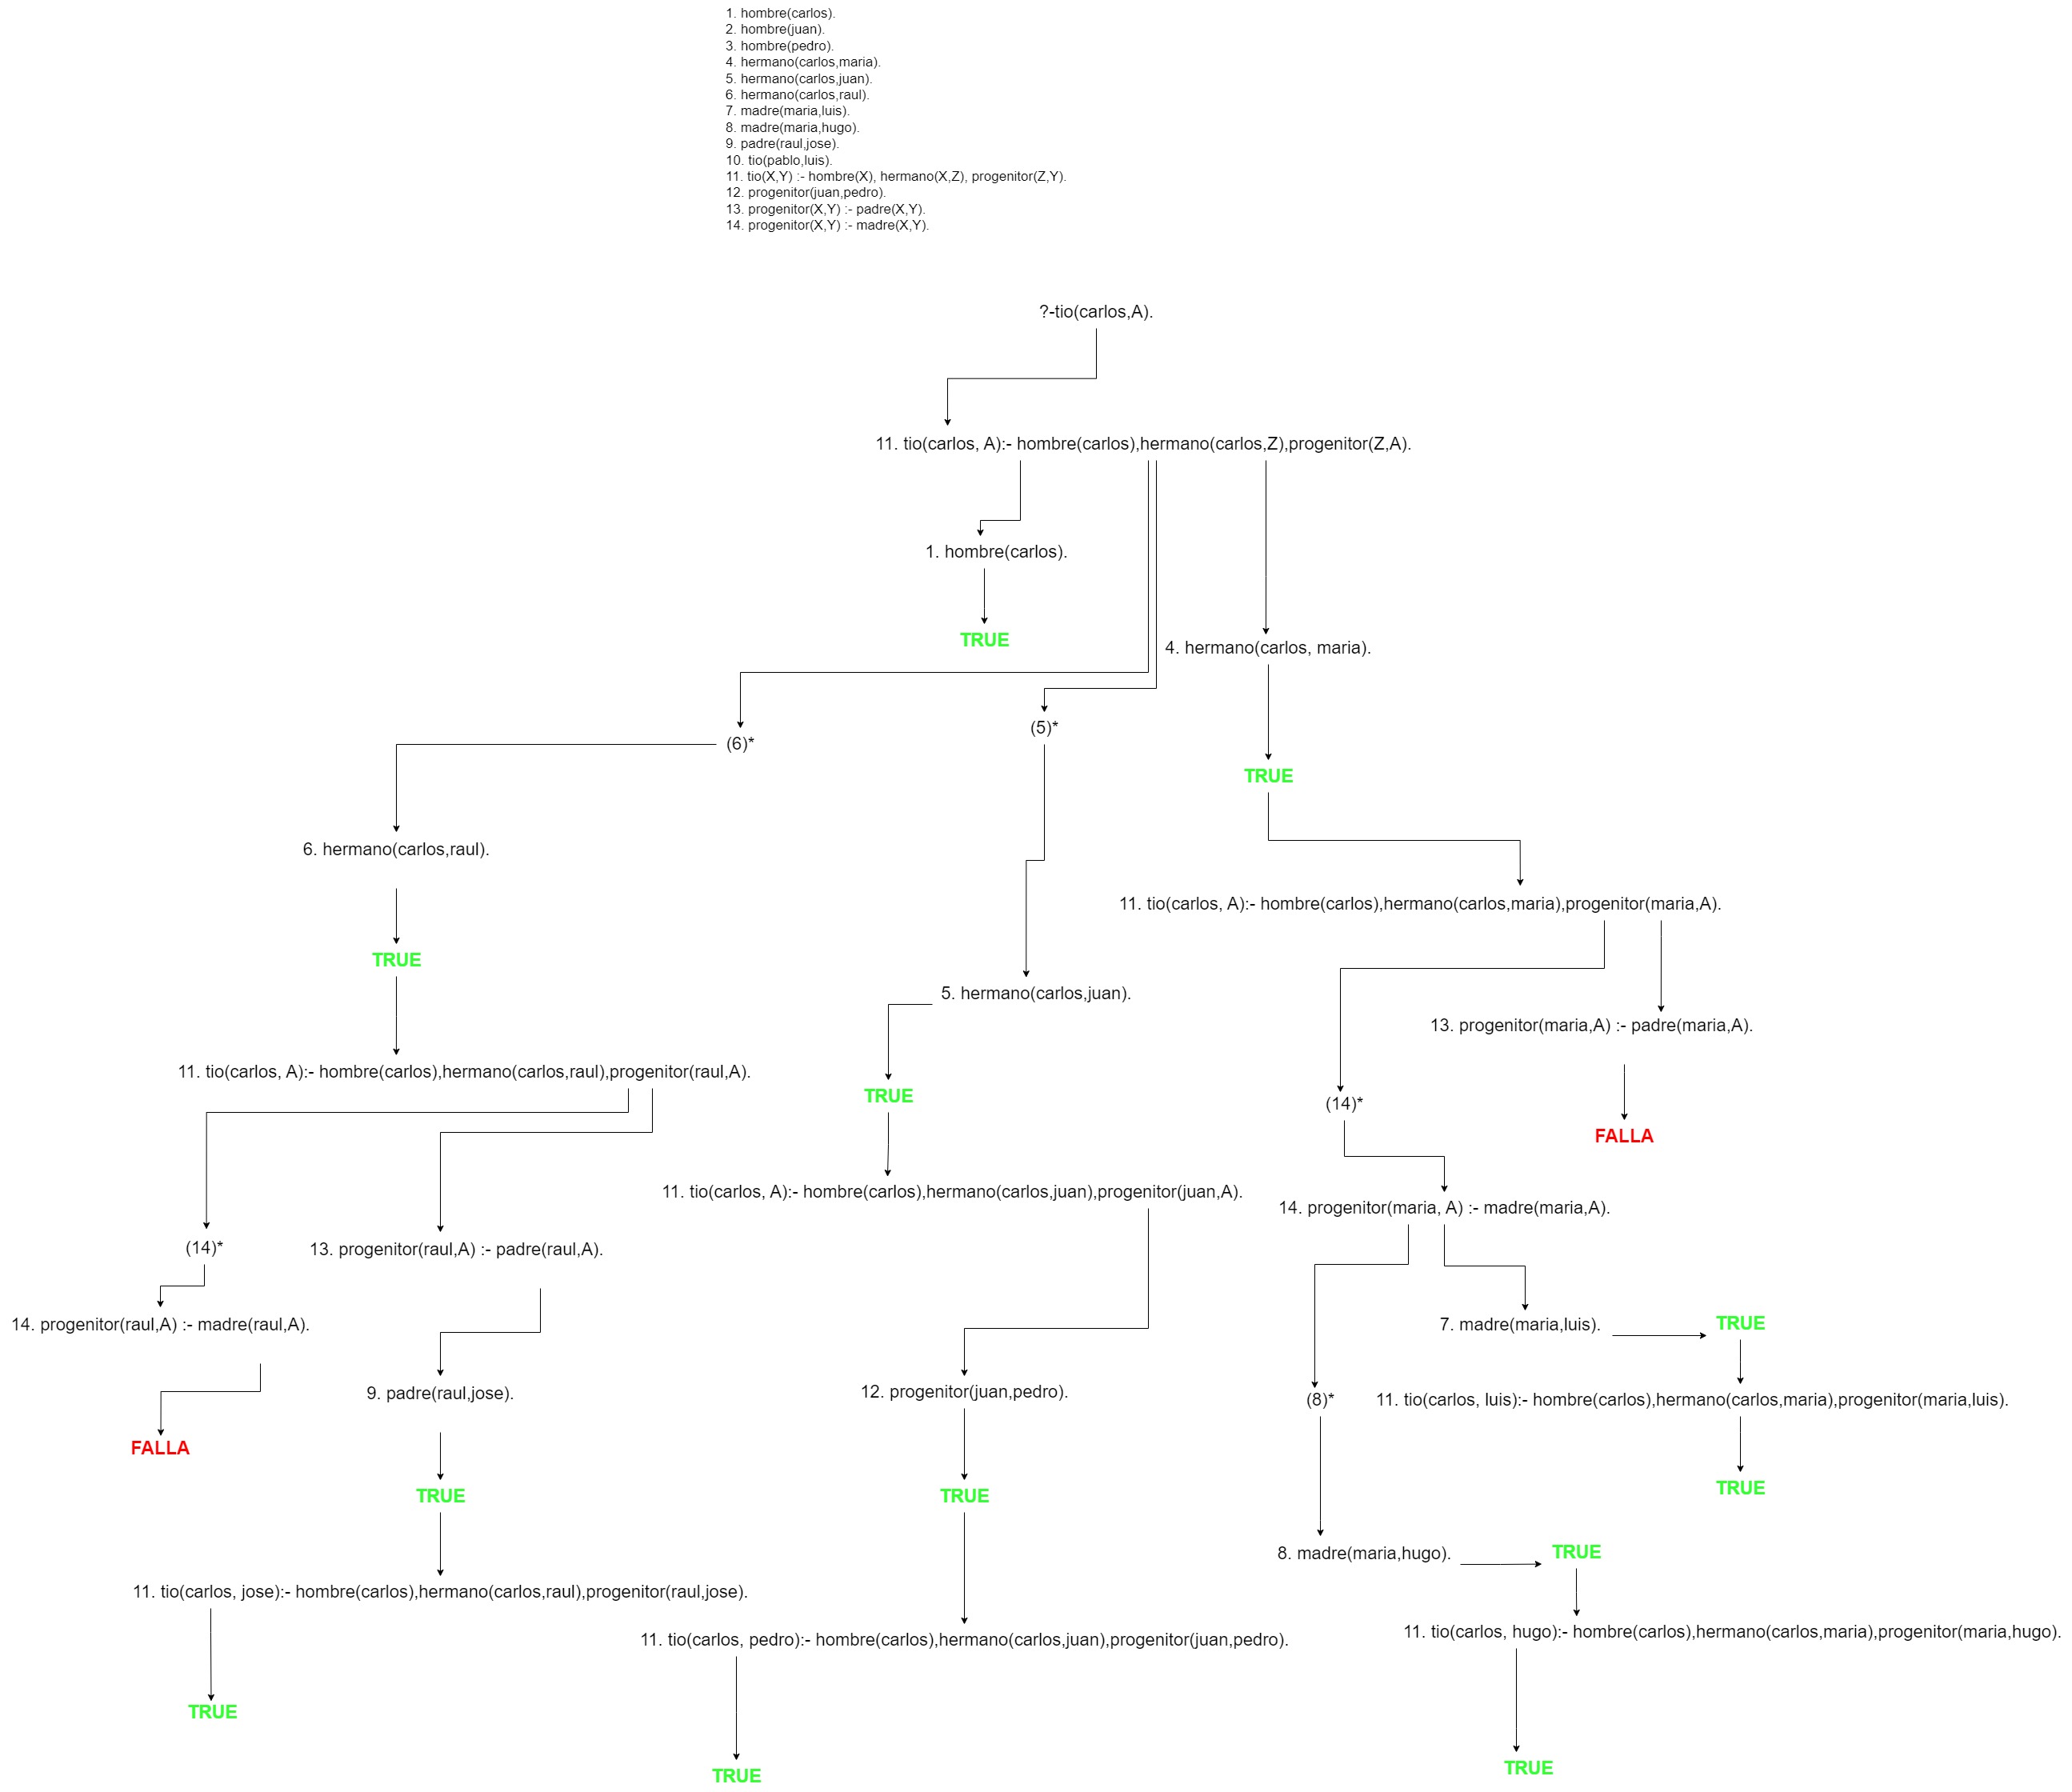 1. hombre(carlos).
2. hombre(juan).
3. hombre(pedro).
4. hermano(carlos,maria).
5. hermano(carlos,juan).
6. hermano(carlos,raul).
7. madre(maria,luis).
8. madre(maria,hugo).
9. padre(raul,jose).
10. tio(pablo,luis).
11. tio(X,Y) :- hombre(X), hermano(X,Z), progenitor(Z,Y).
12. progenitor(juan,pedro).
13. progenitor(X,Y) :- padre(X,Y).
14. progenitor(X,Y) :- madre(X,Y).
?-tio(carlos,A).
11. tio(carlos, A):- hombre(carlos),hermano(carlos,Z),progenitor(Z,A).
1. hombre(carlos).
TRUE
4. hermano(carlos, maria).
(5)*
(6)*
TRUE
6. hermano(carlos,raul).
11. tio(carlos, A):- hombre(carlos),hermano(carlos,maria),progenitor(maria,A).
TRUE
5. hermano(carlos,juan).
13. progenitor(maria,A) :- padre(maria,A).
11. tio(carlos, A):- hombre(carlos),hermano(carlos,raul),progenitor(raul,A).
TRUE
(14)*
FALLA
11. tio(carlos, A):- hombre(carlos),hermano(carlos,juan),progenitor(juan,A).
14. progenitor(maria, A) :- madre(maria,A).
(14)*
13. progenitor(raul,A) :- padre(raul,A).
14. progenitor(raul,A) :- madre(raul,A).
7. madre(maria,luis).
TRUE
9. padre(raul,jose).
12. progenitor(juan,pedro).
(8)*
11. tio(carlos, luis):- hombre(carlos),hermano(carlos,maria),progenitor(maria,luis).
FALLA
TRUE
TRUE
TRUE
8. madre(maria,hugo).
TRUE
11. tio(carlos, jose):- hombre(carlos),hermano(carlos,raul),progenitor(raul,jose).
11. tio(carlos, pedro):- hombre(carlos),hermano(carlos,juan),progenitor(juan,pedro).
11. tio(carlos, hugo):- hombre(carlos),hermano(carlos,maria),progenitor(maria,hugo).
TRUE
TRUE
TRUE